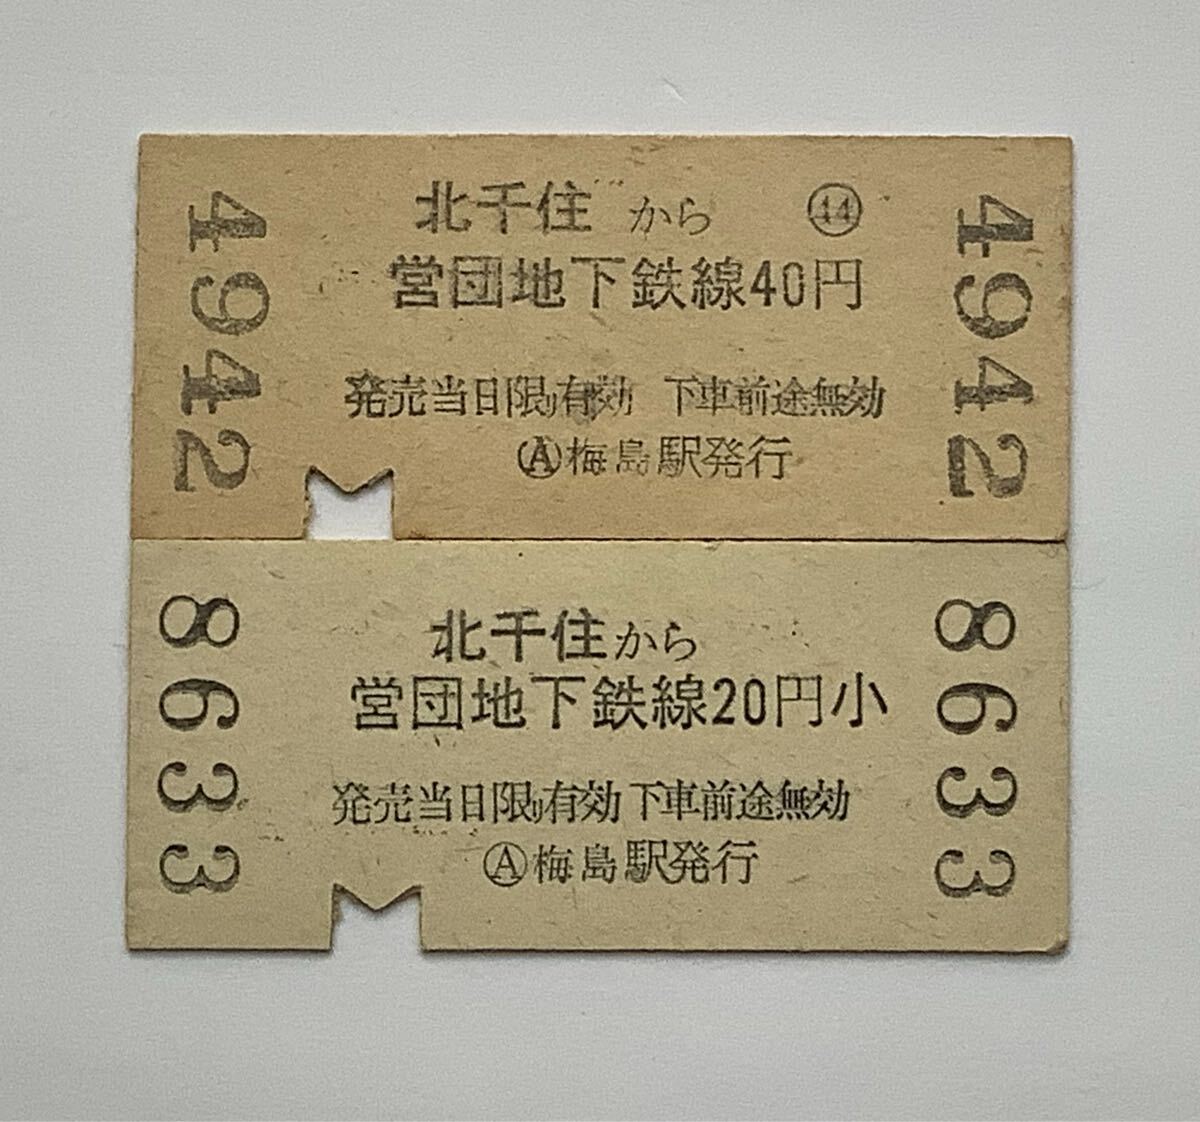 北千住 から ㊹
営団地下鉄線40円
発売当日限り有効 下車前途無効
Ⓐ梅島駅発行
4942
4942
北千住から
営団地下鉄線20円小
発売当日限り有効 下車前途無効
Ⓐ梅島駅発行
8633
8633